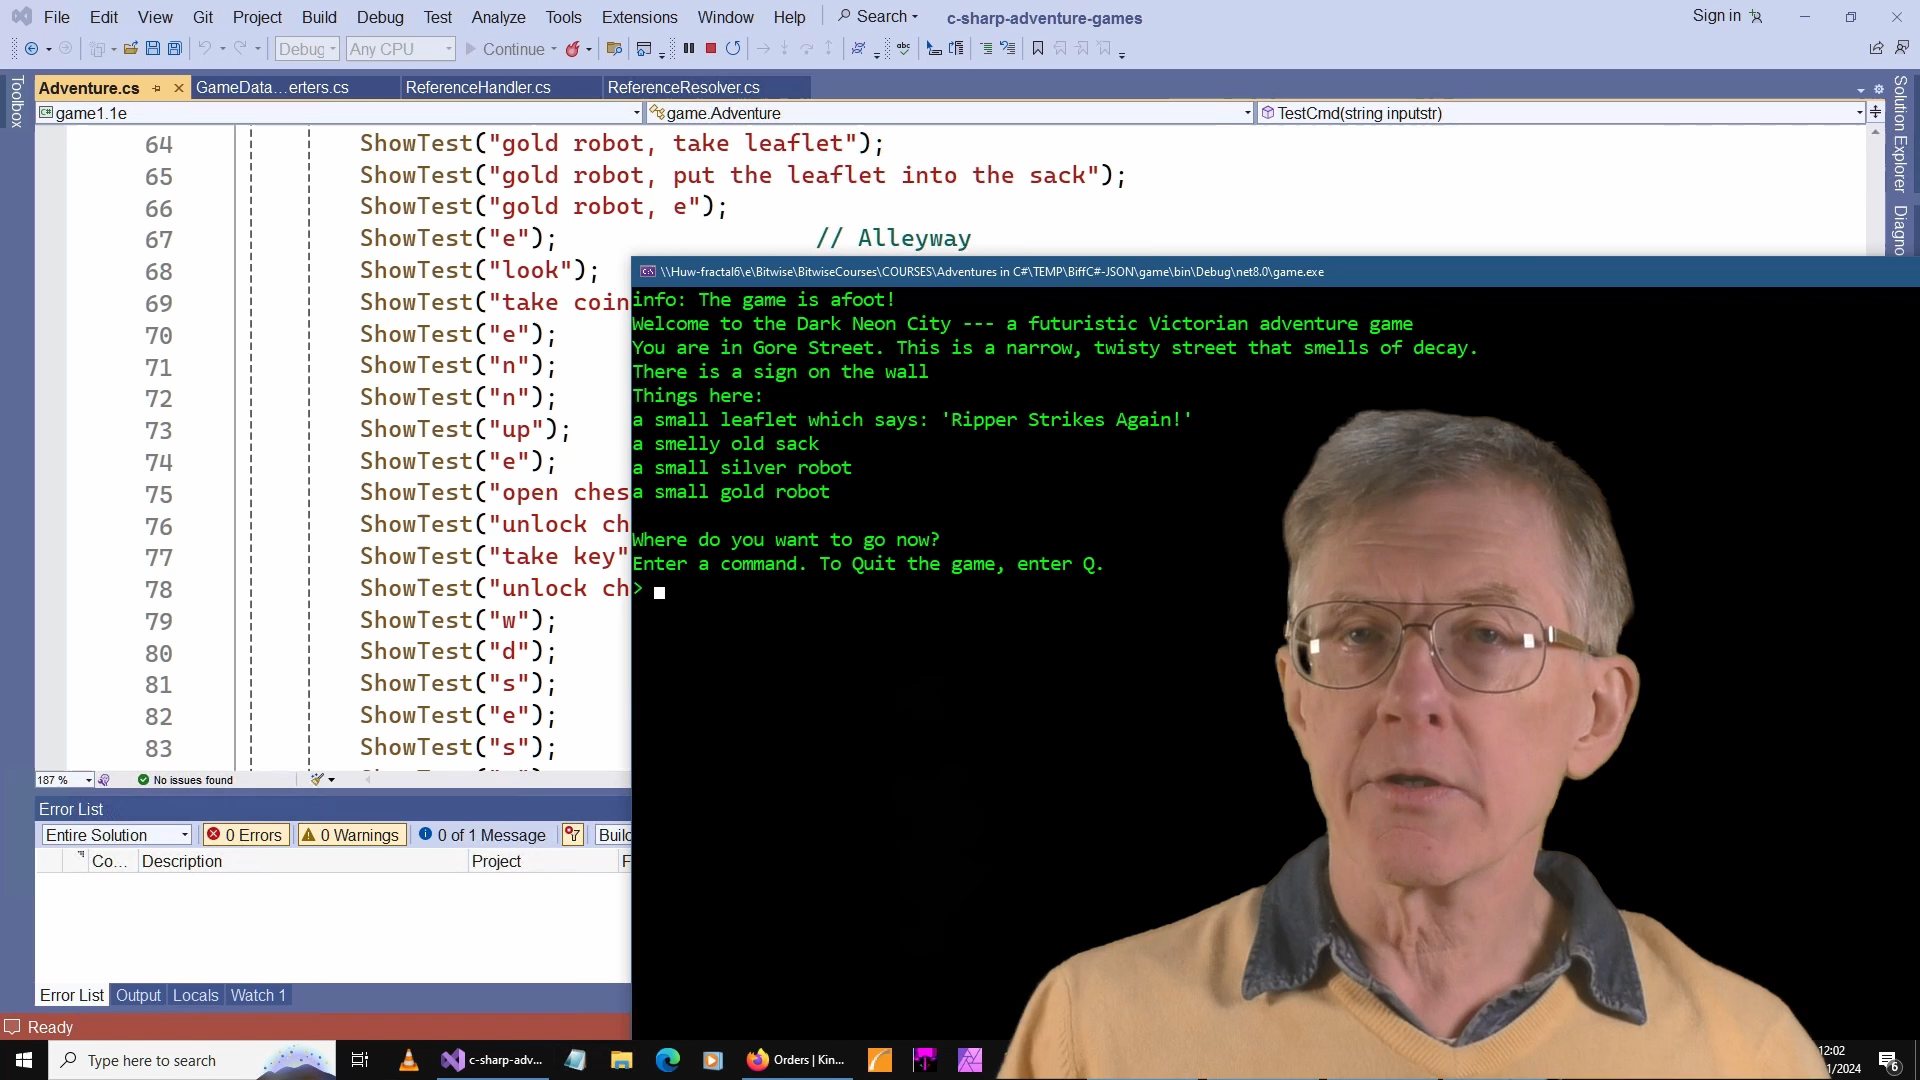 File Edit View Git Project Build Debug Test Analyze Tools Extensions Window Help Search c-sharp-adventure-games Sign in
Debug Any CPU Continue
Toolbox
Adventure.cs GameData...erters.cs ReferenceHandler.cs ReferenceResolver.cs
game1.1e game.Adventure TestCmd(string inputstr)
Solution Explorer
Diagno
64 ShowTest("gold robot, take leaflet");
65 ShowTest("gold robot, put the leaflet into the sack");
66 ShowTest("gold robot, e");
67 ShowTest("e"); // Alleyway
68 ShowTest("look");
69 ShowTest("take coin
70 ShowTest("e");
71 ShowTest("n");
72 ShowTest("n");
73 ShowTest("up");
74 ShowTest("e");
75 ShowTest("open ches
76 ShowTest("unlock ch
77 ShowTest("take key"
78 ShowTest("unlock ch
79 ShowTest("w");
80 ShowTest("d");
81 ShowTest("s");
82 ShowTest("e");
83 ShowTest("s");
\\Huw-fractal6\e\Bitwise\BitwiseCourses\COURSES\Adventures in C#\TEMP\BiffC#-JSON\game\bin\Debug\net8.0\game.exe
info: The game is afoot!
Welcome to the Dark Neon City --- a futuristic Victorian adventure game
You are in Gore Street. This is a narrow, twisty street that smells of decay.
There is a sign on the wall
Things here:
a small leaflet which says: 'Ripper Strikes Again!'
a smelly old sack
a small silver robot
a small gold robot
Where do you want to go now?
Enter a command. To Quit the game, enter Q.
>
187 % No issues found
Error List
Entire Solution 0 Errors 0 Warnings 0 of 1 Message Build
Co... Description Project F
Error List Output Locals Watch 1
Ready
Type here to search c-sharp-adv... Orders | Kin... 12:02
1/2024 6